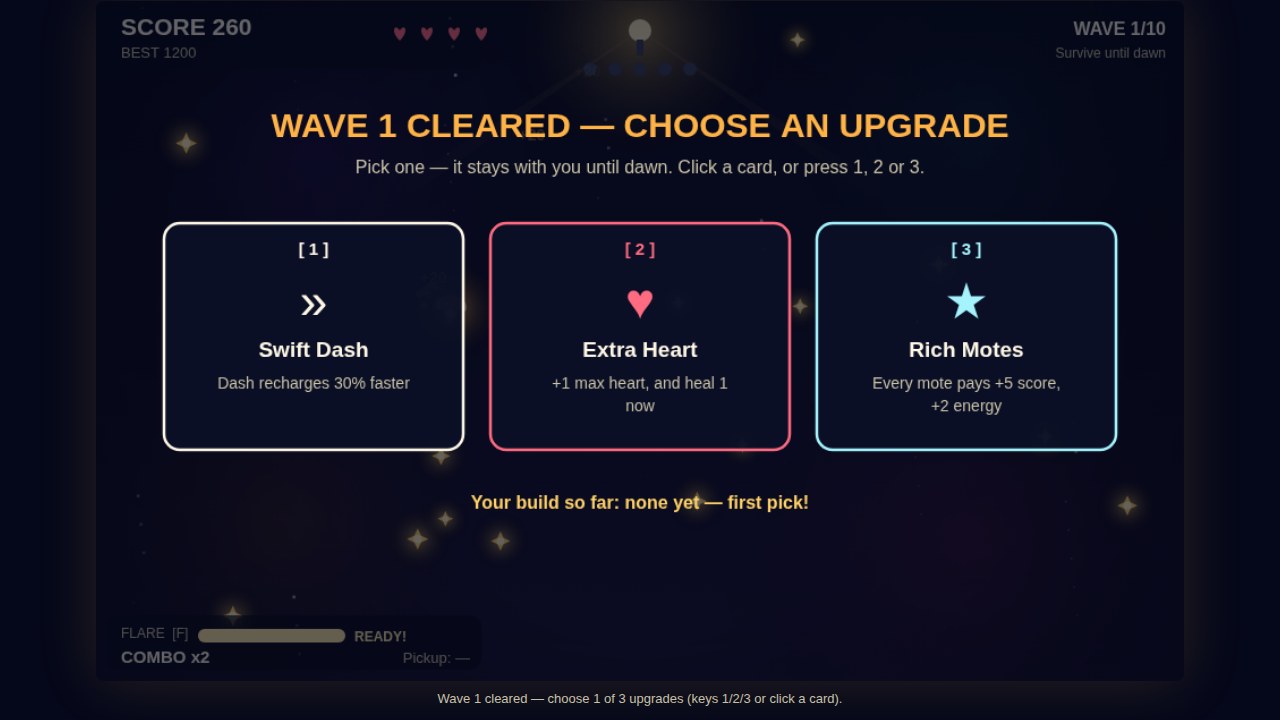 SCORE 260
BEST 1200
WAVE 1/10
Survive until dawn
WAVE 1 CLEARED — CHOOSE AN UPGRADE
Pick one — it stays with you until dawn. Click a card, or press 1, 2 or 3.
[ 1 ]
»
Swift Dash
Dash recharges 30% faster
[ 2 ]
Extra Heart
+1 max heart, and heal 1
now
[ 3 ]
Rich Motes
Every mote pays +5 score,
+2 energy
Your build so far: none yet — first pick!
FLARE [F] READY!
COMBO x2 Pickup: —
Wave 1 cleared — choose 1 of 3 upgrades (keys 1/2/3 or click a card).